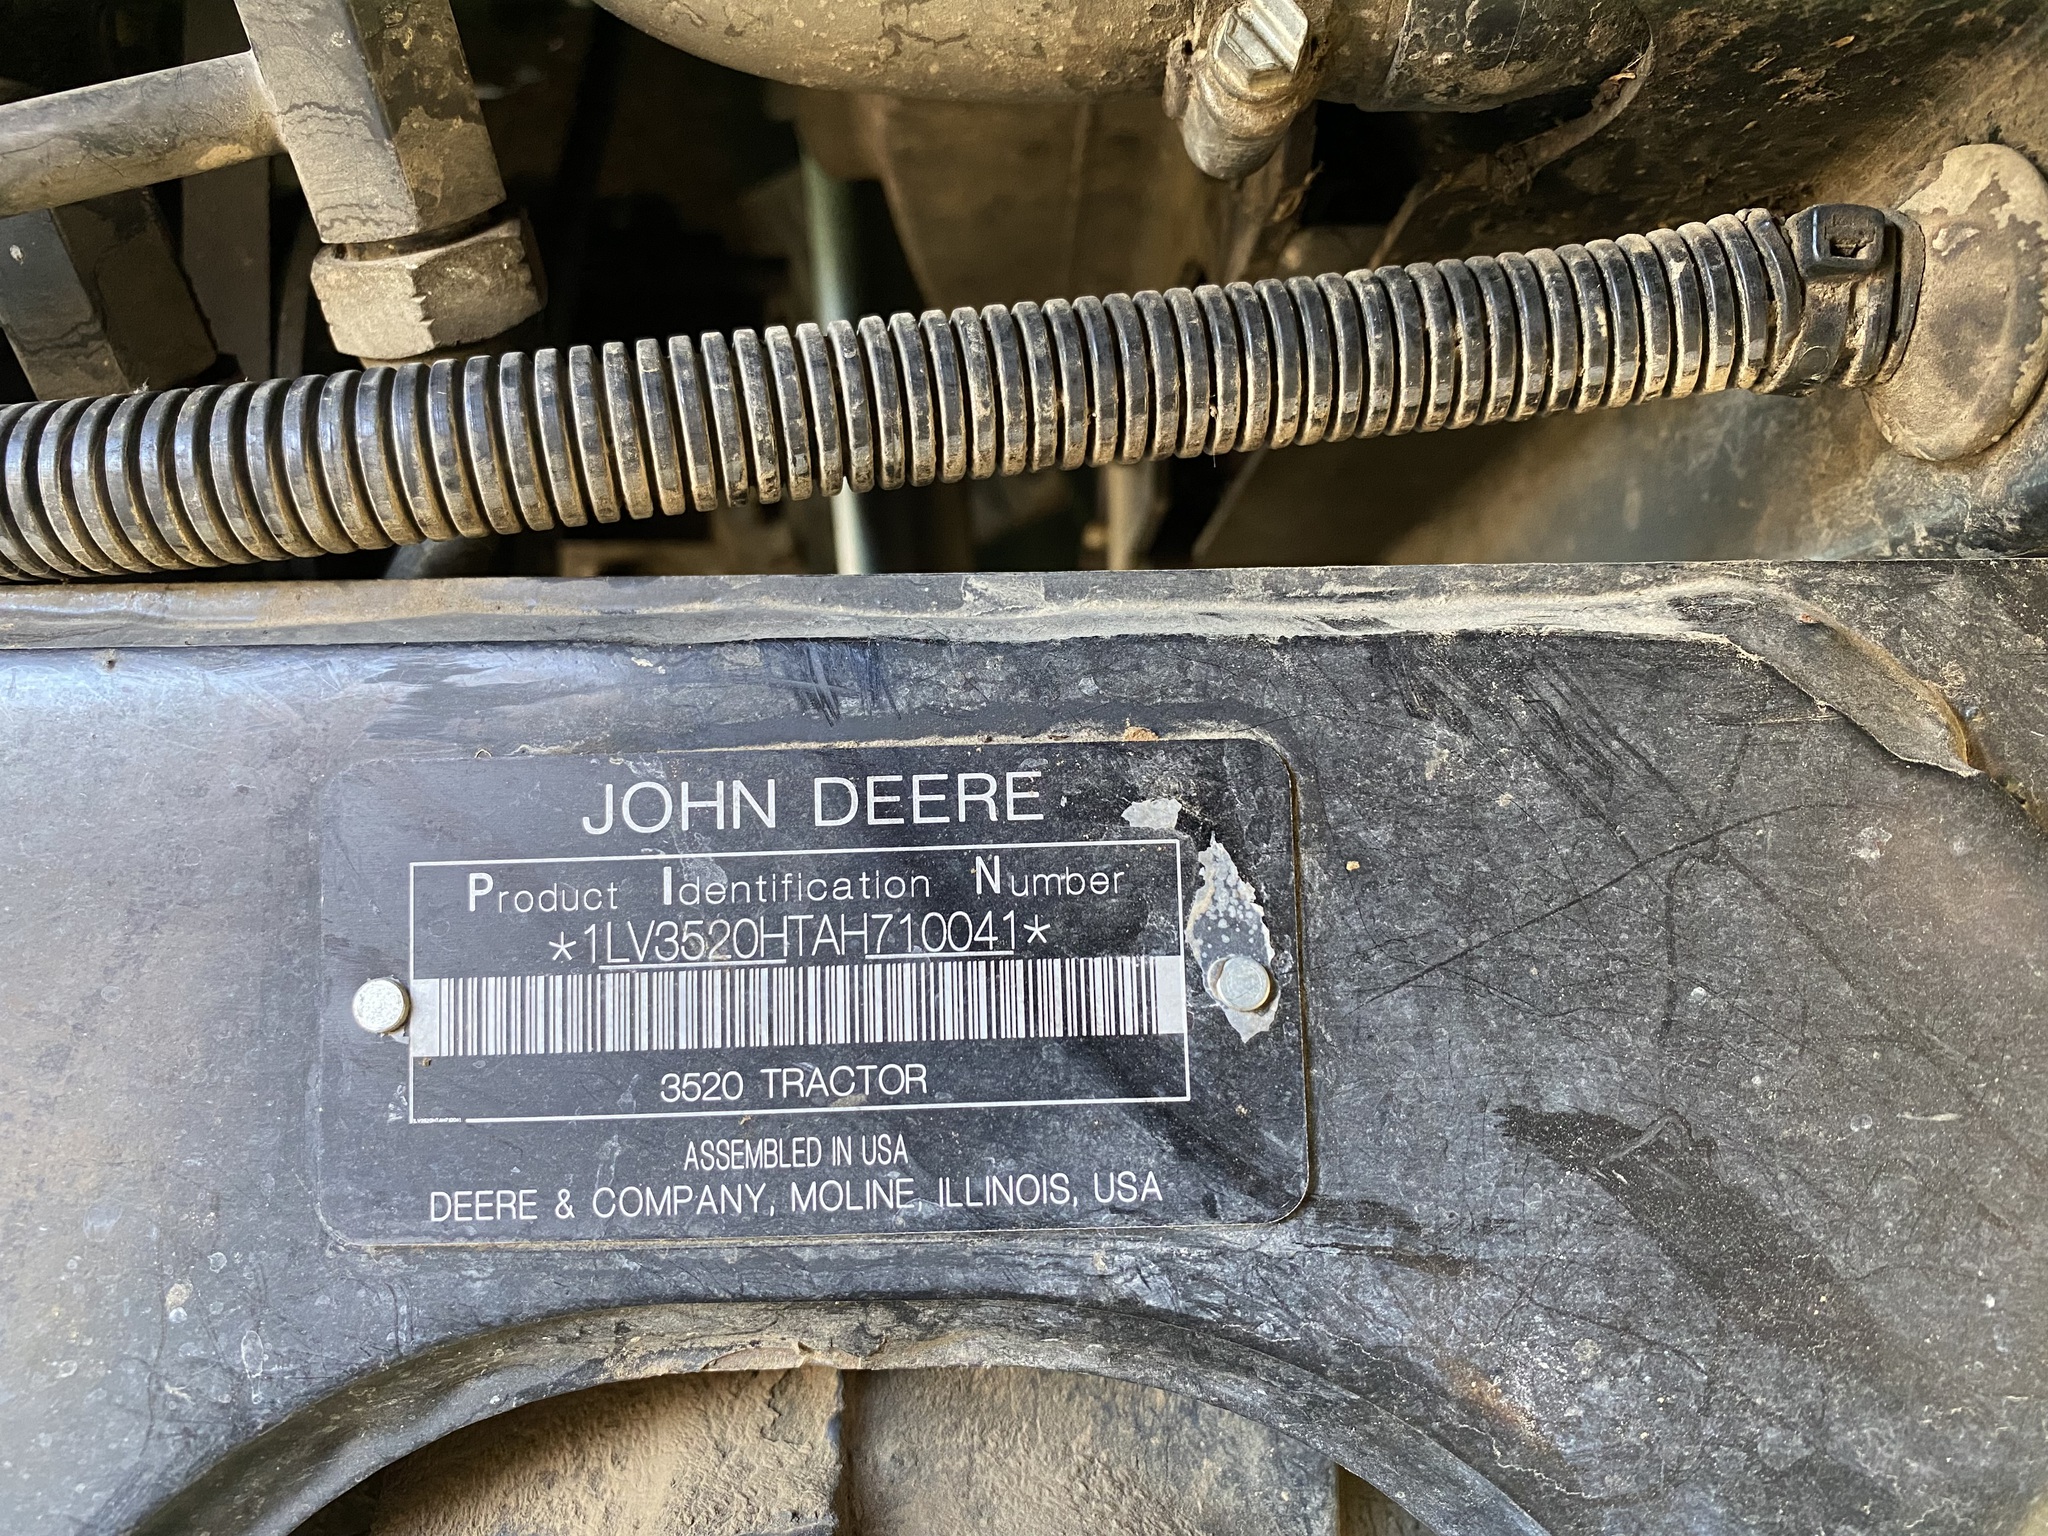 JOHN DEERE
Product Identification Number
*1LV3520HTAH710041*
3520 TRACTOR
ASSEMBLED IN USA
DEERE & COMPANY, MOLINE, ILLINOIS, USA